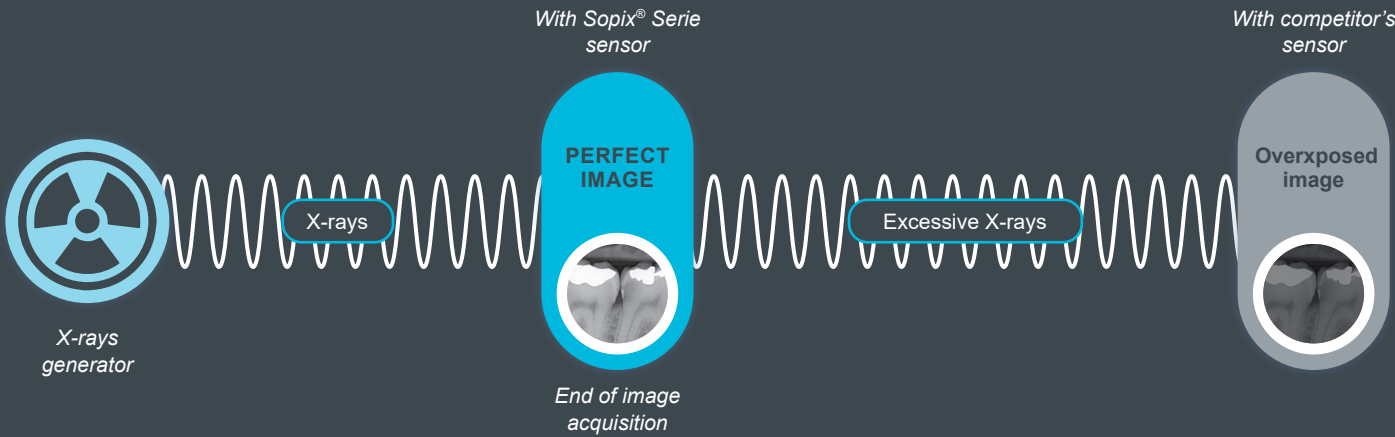 With Sopix® Serie
sensor
With competitor's
sensor
PERFECT
IMAGE
Overxposed
image
X-rays
Excessive X-rays
X-rays
generator
End of image
acquisition